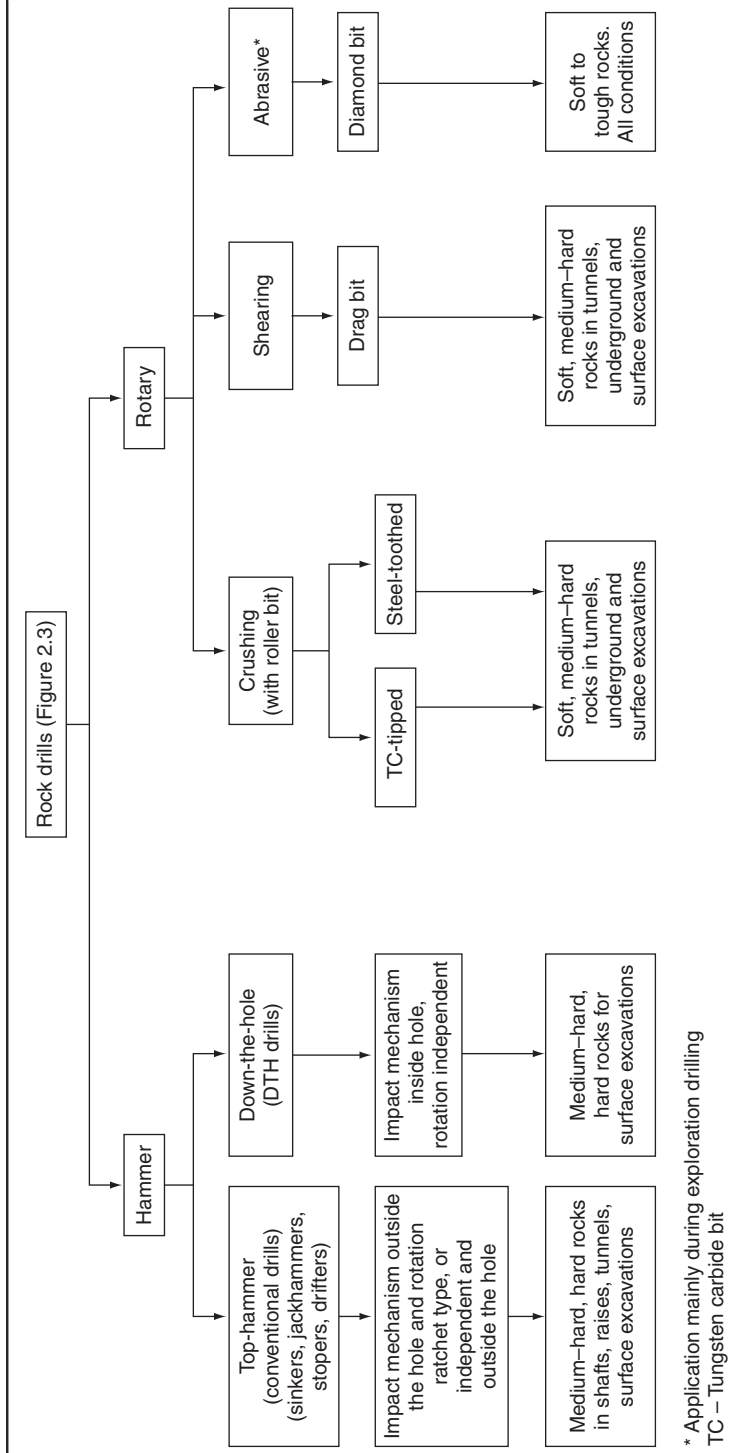 Rock drills (Figure 2.3)
Hammer
Rotary
Top-hammer
(conventional drills)
(sinkers, jackhammers,
stopers, drifters)
Down-the-hole
(DTH drills)
Crushing
(with roller bit)
Shearing
Abrasive*
Impact mechanism outside
the hole and rotation
ratchet type, or
independent and
outside the hole
Impact mechanism
inside hole,
rotation independent
TC-tipped
Steel-toothed
Drag bit
Diamond bit
Medium–hard, hard rocks
in shafts, raises, tunnels,
surface excavations
Medium–hard,
hard rocks for
surface excavations
Soft, medium–hard
rocks in tunnels,
underground and
surface excavations
Soft, medium–hard
rocks in tunnels,
underground and
surface excavations
Soft to
tough rocks.
All conditions
* Application mainly during exploration drilling
TC – Tungsten carbide bit